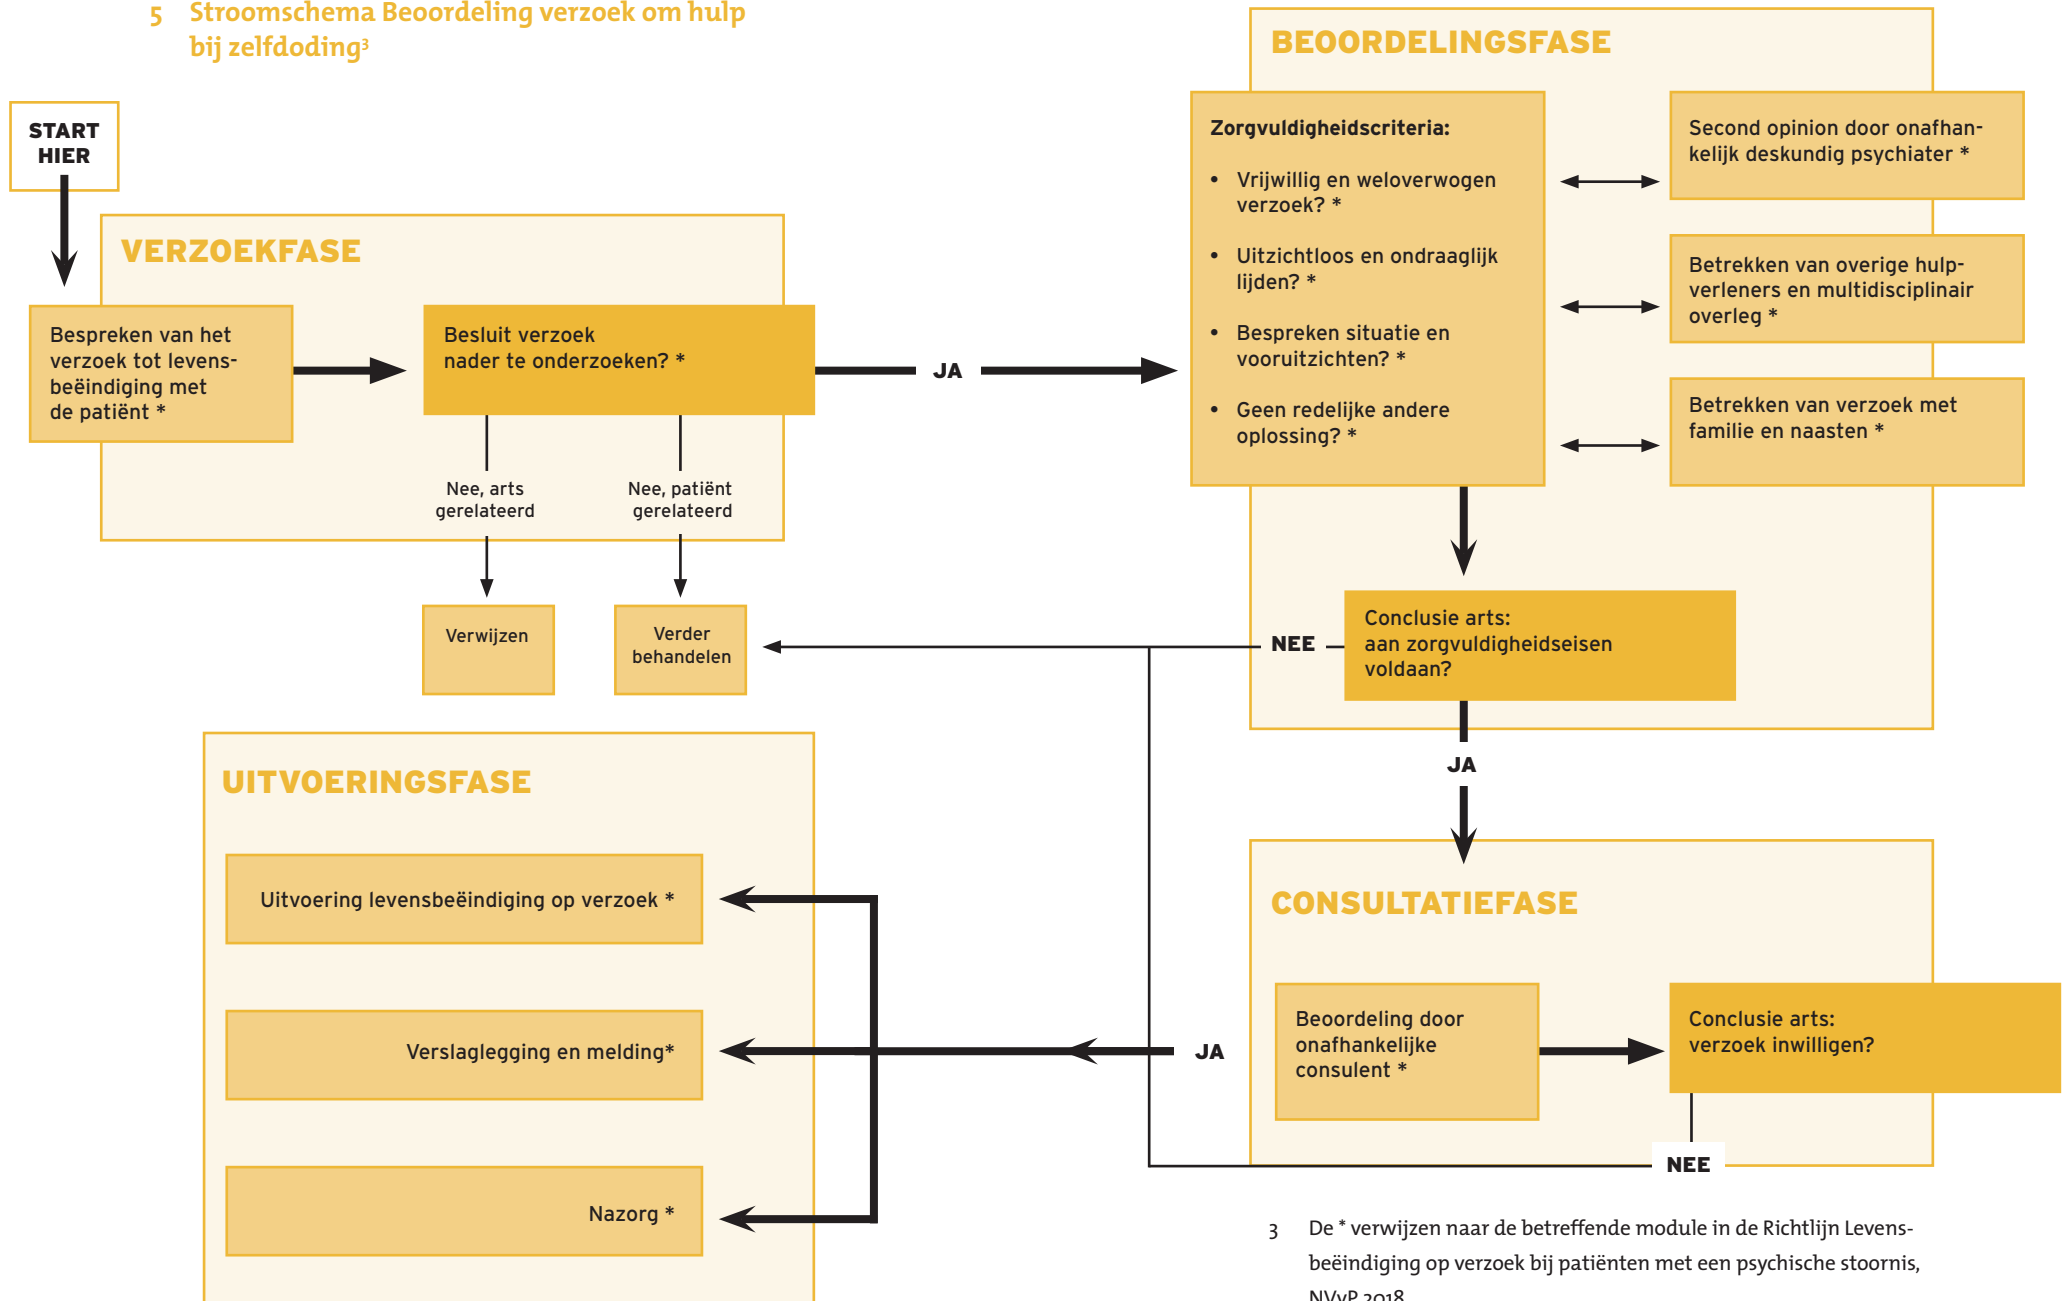 5 Stroomschema Beoordeling verzoek om hulp
bij zelfdoding³
START
HIER
VERZOEKFASE
Bespreken van het
verzoek tot levens-
beëindiging met
de patiënt *
Besluit verzoek
nader te onderzoeken? *
JA
Nee, arts
gerelateerd
Nee, patiënt
gerelateerd
Verwijzen
Verder
behandelen
BEOORDELINGSFASE
Zorgvuldigheidscriteria:
• Vrijwillig en weloverwogen
verzoek? *
• Uitzichtloos en ondraaglijk
lijden? *
• Bespreken situatie en
vooruitzichten? *
• Geen redelijke andere
oplossing? *
Second opinion door onafhan-
kelijk deskundig psychiater *
Betrekken van overige hulp-
verleners en multidisciplinair
overleg *
Betrekken van verzoek met
familie en naasten *
Conclusie arts:
aan zorgvuldigheidseisen
voldaan?
NEE
JA
CONSULTATIEFASE
Beoordeling door
onafhankelijke
consulent *
Conclusie arts:
verzoek inwilligen?
NEE
JA
UITVOERINGSFASE
Uitvoering levensbeëindiging op verzoek *
Verslaglegging en melding*
Nazorg *
3 De * verwijzen naar de betreffende module in de Richtlijn Levens-
beëindiging op verzoek bij patiënten met een psychische stoornis,
NVvP 2018